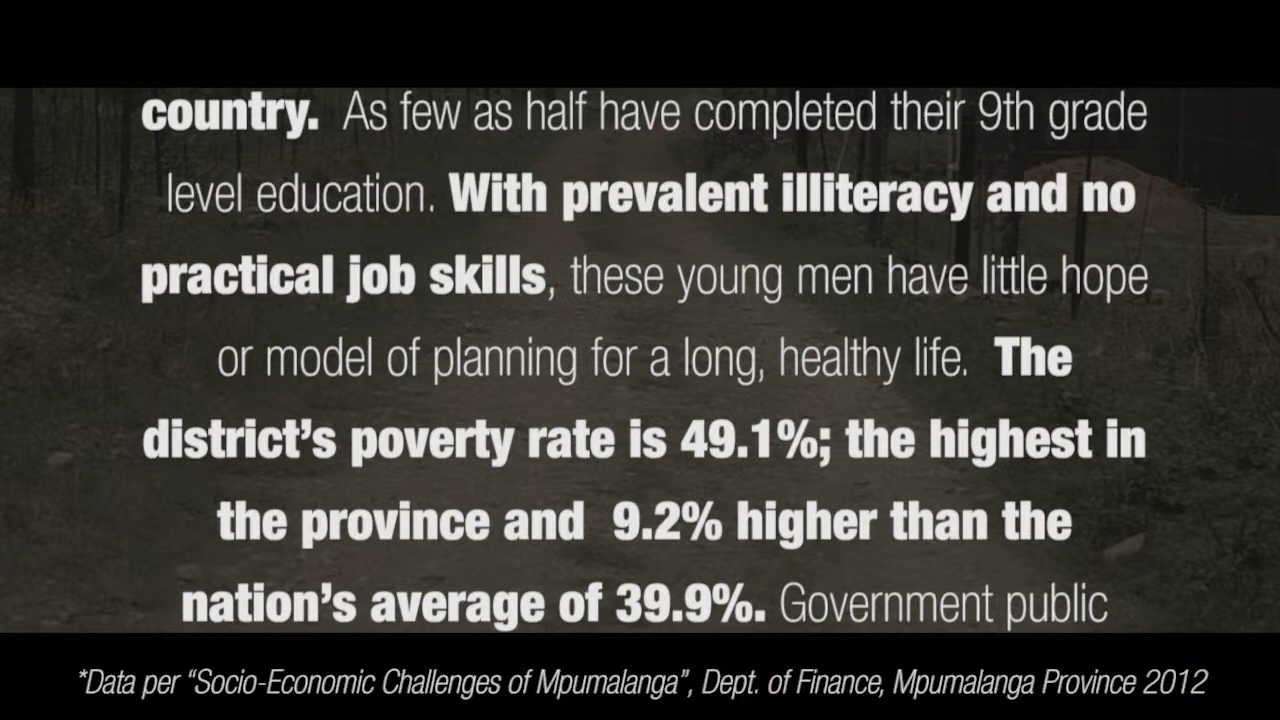 country. As few as half have completed their 9th grade
level education. With prevalent illiteracy and no
practical job skills, these young men have little hope
or model of planning for a long, healthy life. The
district's poverty rate is 49.1%; the highest in
the province and 9.2% higher than the
nation's average of 39.9%. Government public
*Data per “Socio-Economic Challenges of Mpumalanga”, Dept. of Finance, Mpumalanga Province 2012